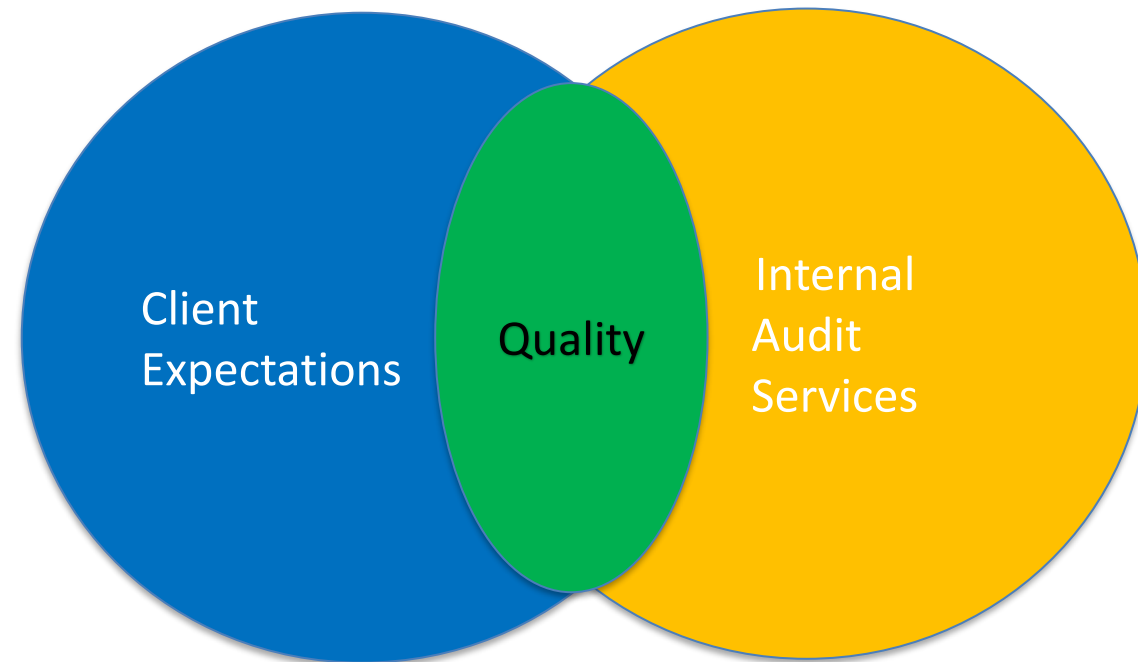 Client
Expectations
Quality
Internal
Audit
Services